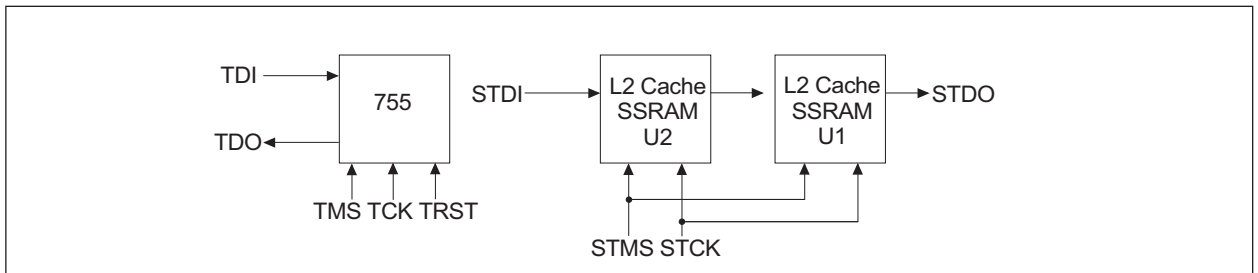 TDI
TDO
755
TMS TCK TRST
STDI
L2 Cache
SSRAM
U2
L2 Cache
SSRAM
U1
STDO
STMS STCK